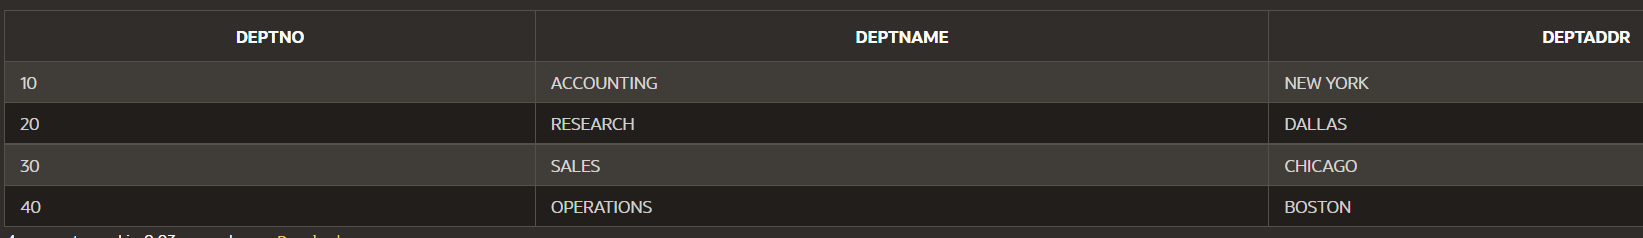 DEPTNO DEPTNAME DEPTADDR
10 ACCOUNTING NEW YORK
20 RESEARCH DALLAS
30 SALES CHICAGO
40 OPERATIONS BOSTON